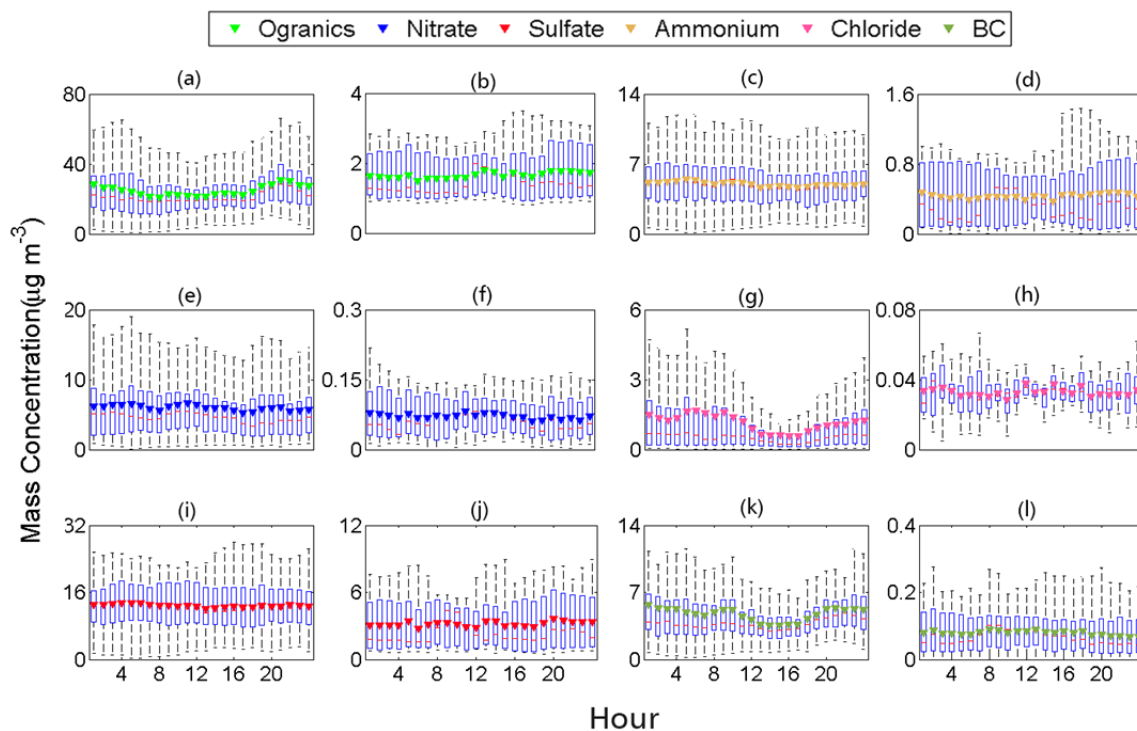 Ogranics Nitrate Sulfate Ammonium Chloride BC
(a) (b) (c) (d)
80 4 14 1.6
40 2 7 0.8
0 0 0 0
(e) (f) (g) (h)
20 0.3 6 0.08
10 0.15 3 0.04
0 0 0 0
(i) (j) (k) (l)
32 12 14 0.4
16 6 7 0.2
0 0 0 0
4 8 12 16 20 4 8 12 16 20 4 8 12 16 20 4 8 12 16 20
Mass Concentration(μg m⁻³)
Hour